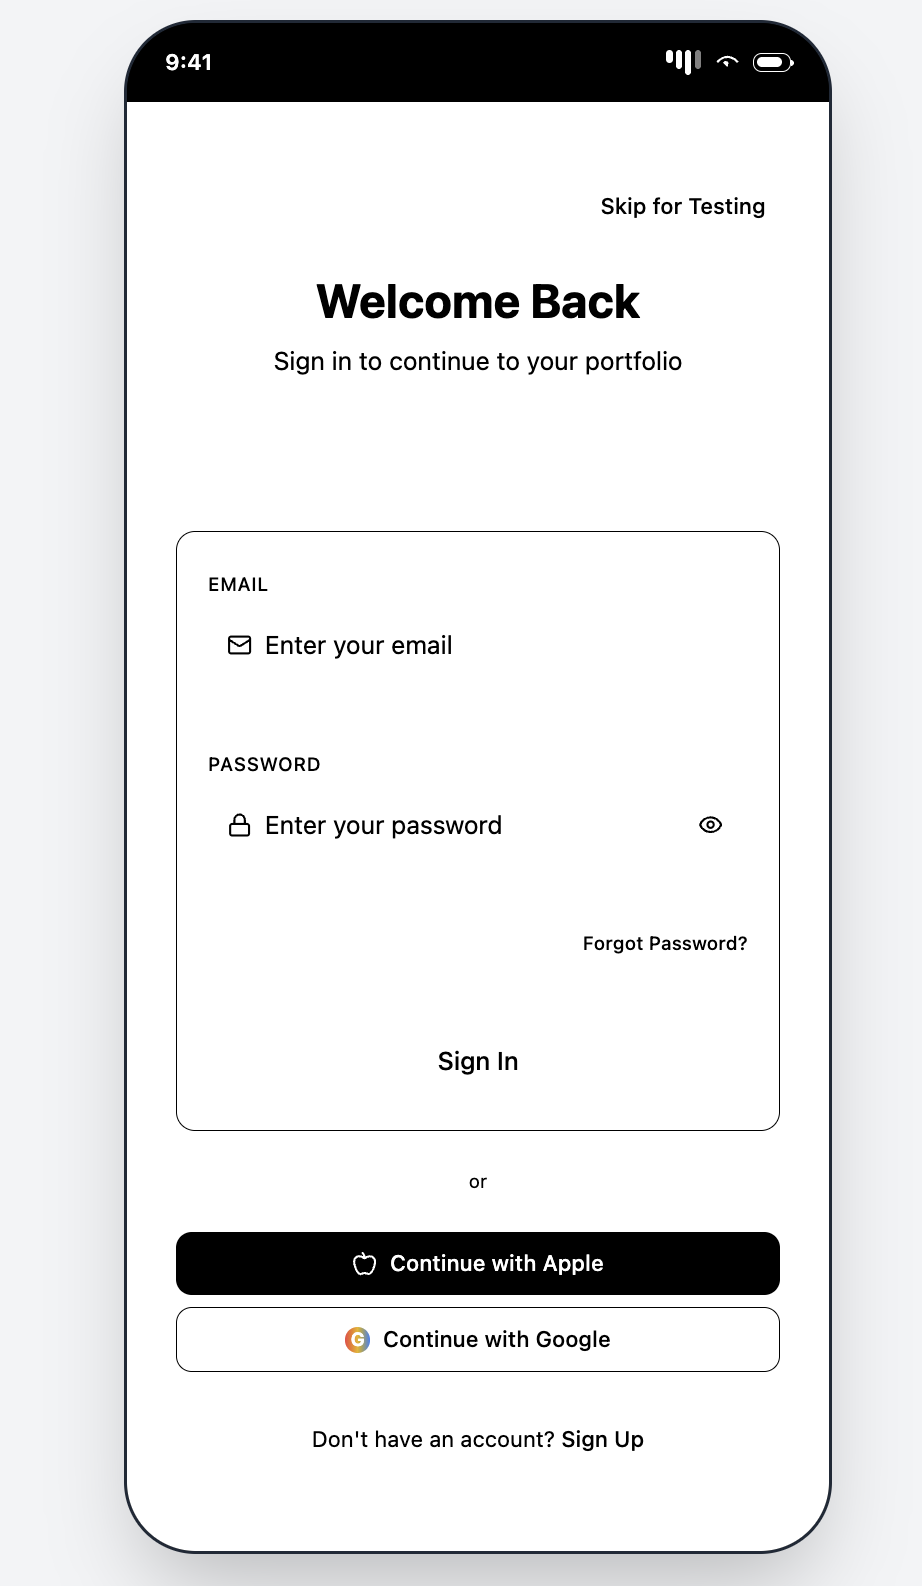 9:41
Skip for Testing
Welcome Back
Sign in to continue to your portfolio
EMAIL
Enter your email
PASSWORD
Enter your password
Forgot Password?
Sign In
or
Continue with Apple
G Continue with Google
Don't have an account? Sign Up